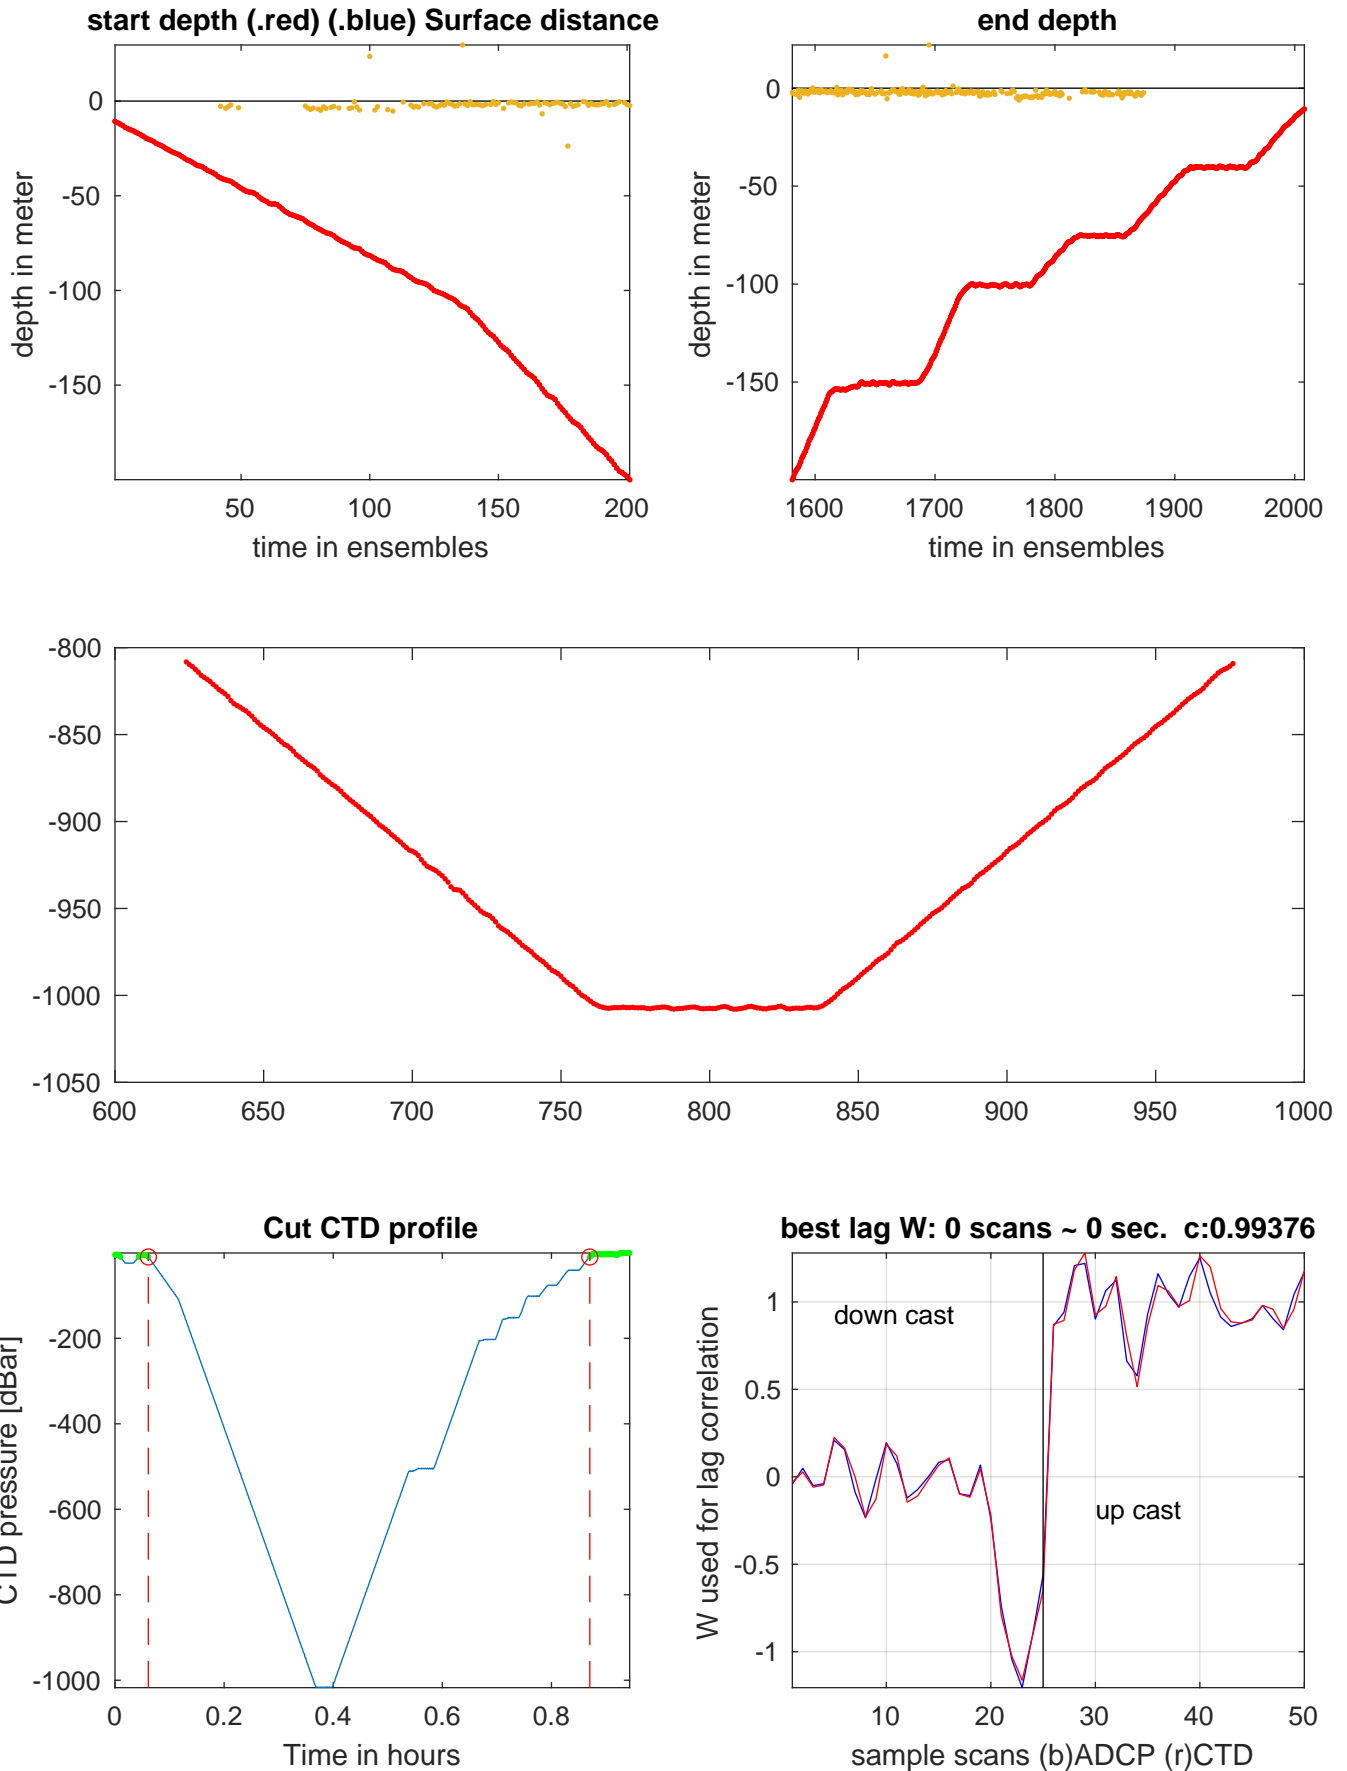 start depth (.red) (.blue) Surface distance
0
-50
-100
-150
depth in meter
50 100 150 200
time in ensembles
end depth
0
-50
-100
-150
depth in meter
1600 1700 1800 1900 2000
time in ensembles
-800
-850
-900
-950
-1000
-1050
600 650 700 750 800 850 900 950 1000
Cut CTD profile
-200
-400
-600
-800
-1000
CTD pressure [dBar]
0 0.2 0.4 0.6 0.8
Time in hours
best lag W: 0 scans ~ 0 sec. c:0.99376
1
0.5
0
-0.5
-1
W used for lag correlation
down cast
up cast
10 20 30 40 50
sample scans (b)ADCP (r)CTD